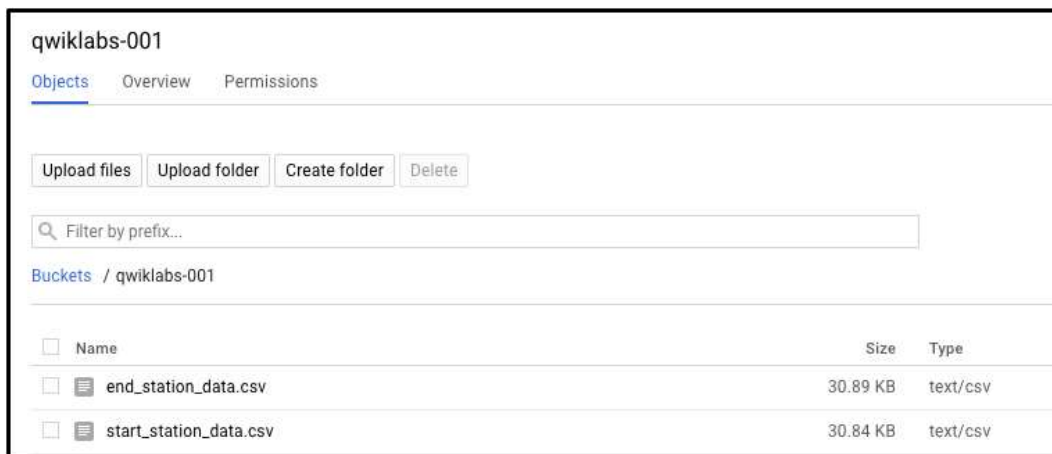 qwiklabs-001
Objects Overview Permissions
Upload files Upload folder Create folder Delete
Filter by prefix...
Buckets / qwiklabs-001
Name Size Type
end_station_data.csv 30.89 KB text/csv
start_station_data.csv 30.84 KB text/csv